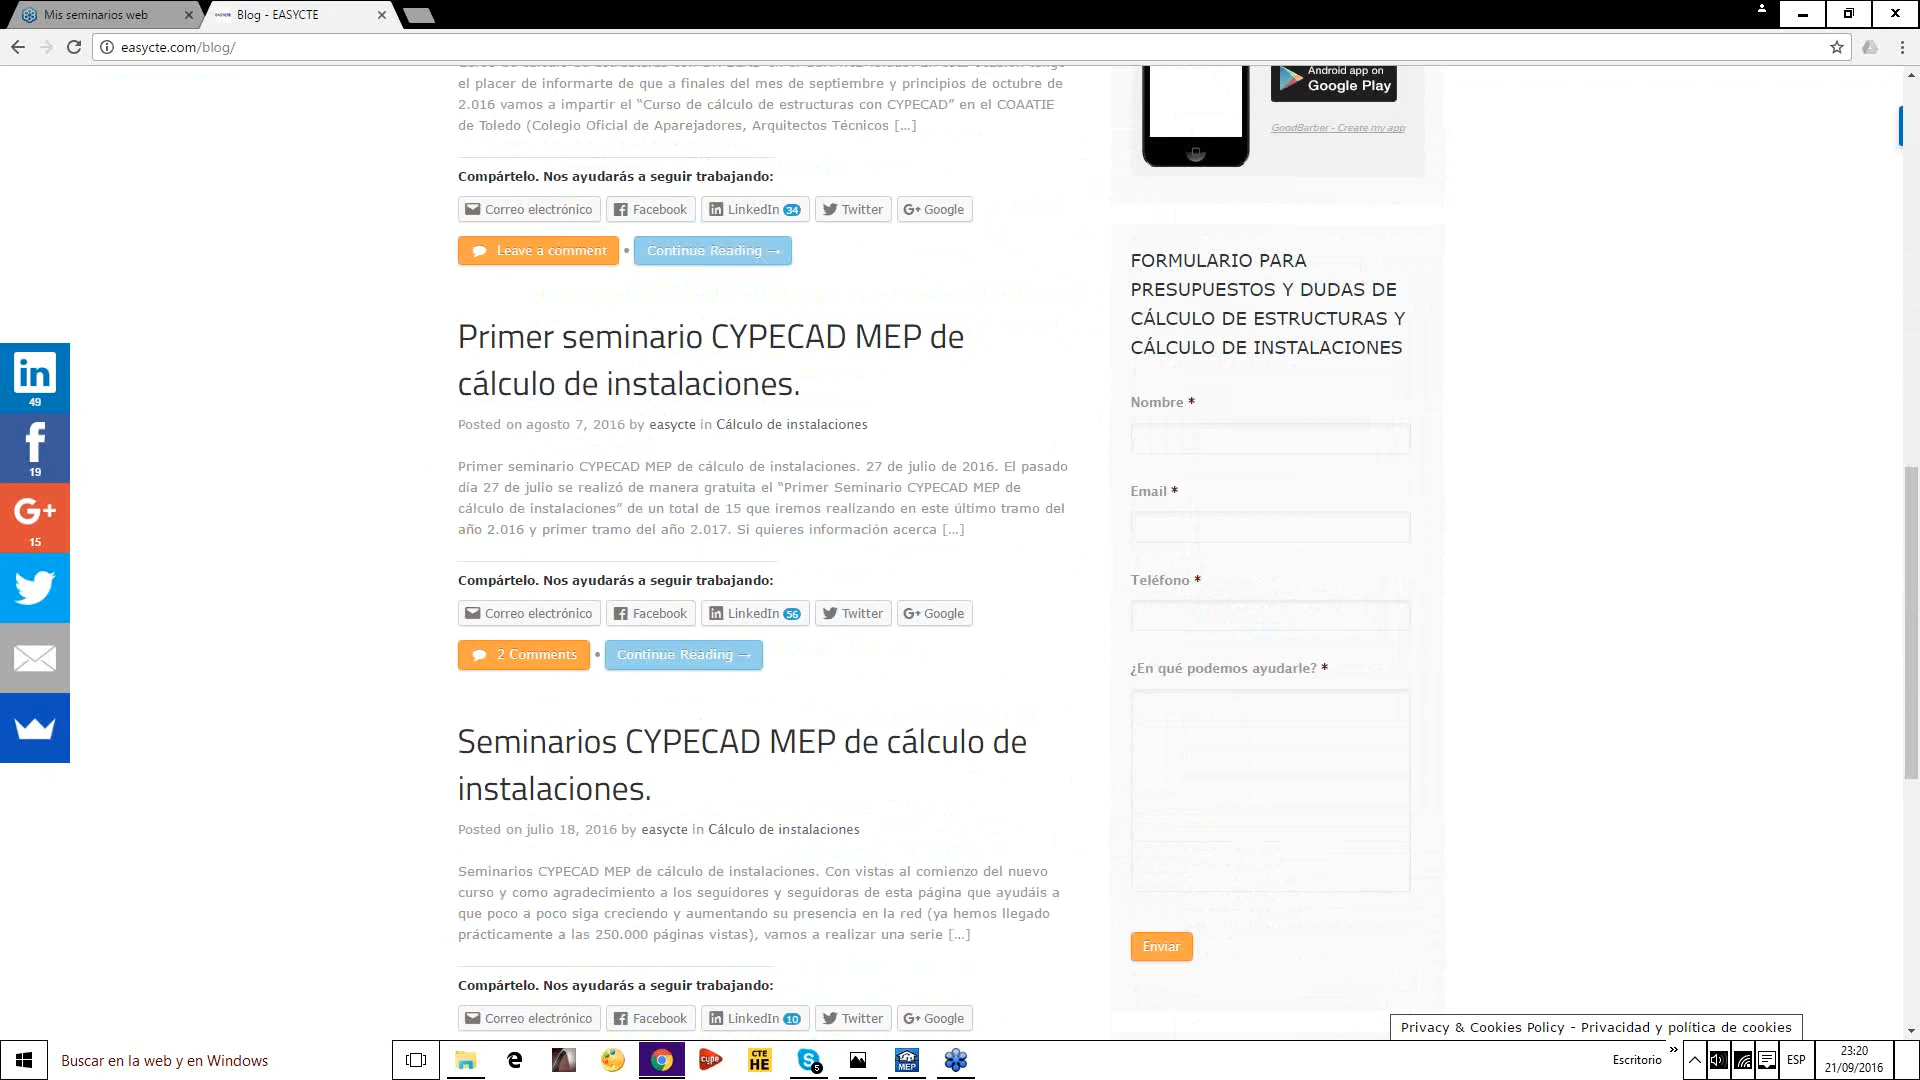 Mis seminarios web
Blog - EASYCTE
easycte.com/blog/
el placer de informarte de que a finales del mes de septiembre y principios de octubre de
2.016 vamos a impartir el “Curso de cálculo de estructuras con CYPECAD” en el COAATIE
de Toledo (Colegio Oficial de Aparejadores, Arquitectos Técnicos [...]
Compártelo. Nos ayudarás a seguir trabajando:
Correo electrónico
Facebook
LinkedIn 34
Twitter
Google
Leave a comment
•
Continue Reading →
Primer seminario CYPECAD MEP de
cálculo de instalaciones.
Posted on agosto 7, 2016 by easycte in Cálculo de instalaciones
Primer seminario CYPECAD MEP de cálculo de instalaciones. 27 de julio de 2016. El pasado
día 27 de julio se realizó de manera gratuita el “Primer Seminario CYPECAD MEP de
cálculo de instalaciones” de un total de 15 que iremos realizando en este último tramo del
año 2.016 y primer tramo del año 2.017. Si quieres información acerca [...]
Compártelo. Nos ayudarás a seguir trabajando:
Correo electrónico
Facebook
LinkedIn 56
Twitter
Google
2 Comments
•
Continue Reading →
Seminarios CYPECAD MEP de cálculo de
instalaciones.
Posted on julio 18, 2016 by easycte in Cálculo de instalaciones
Seminarios CYPECAD MEP de cálculo de instalaciones. Con vistas al comienzo del nuevo
curso y como agradecimiento a los seguidores y seguidoras de esta página que ayudáis a
que poco a poco siga creciendo y aumentando su presencia en la red (ya hemos llegado
prácticamente a las 250.000 páginas vistas), vamos a realizar una serie [...]
Compártelo. Nos ayudarás a seguir trabajando:
Correo electrónico
Facebook
LinkedIn 10
Twitter
Google
in
49
f
19
G+
15
Android app on
Google Play
GoodBarber - Create my app
FORMULARIO PARA
PRESUPUESTOS Y DUDAS DE
CÁLCULO DE ESTRUCTURAS Y
CÁLCULO DE INSTALACIONES
Nombre *
Email *
Teléfono *
¿En qué podemos ayudarle? *
Enviar
Privacy & Cookies Policy - Privacidad y política de cookies
Buscar en la web y en Windows
cype
CTE
HE
5
MEP
Escritorio
ESP
23:20
21/09/2016